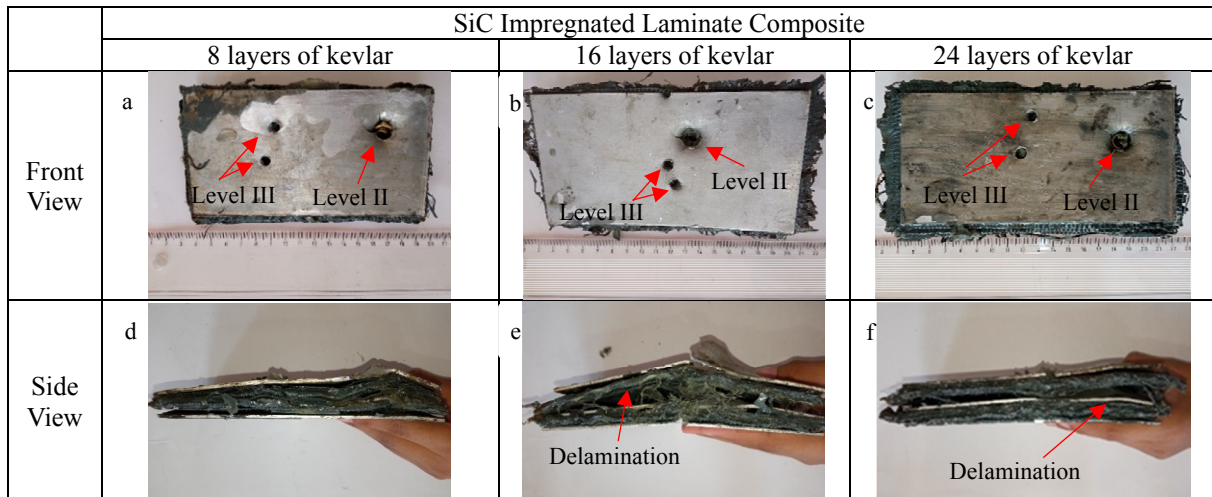 SiC Impregnated Laminate Composite
8 layers of kevlar
16 layers of kevlar
24 layers of kevlar
Front
View
a
Level III
Level II
b
Level II
Level III
c
Level III
Level II
Side
View
d
e
Delamination
f
Delamination